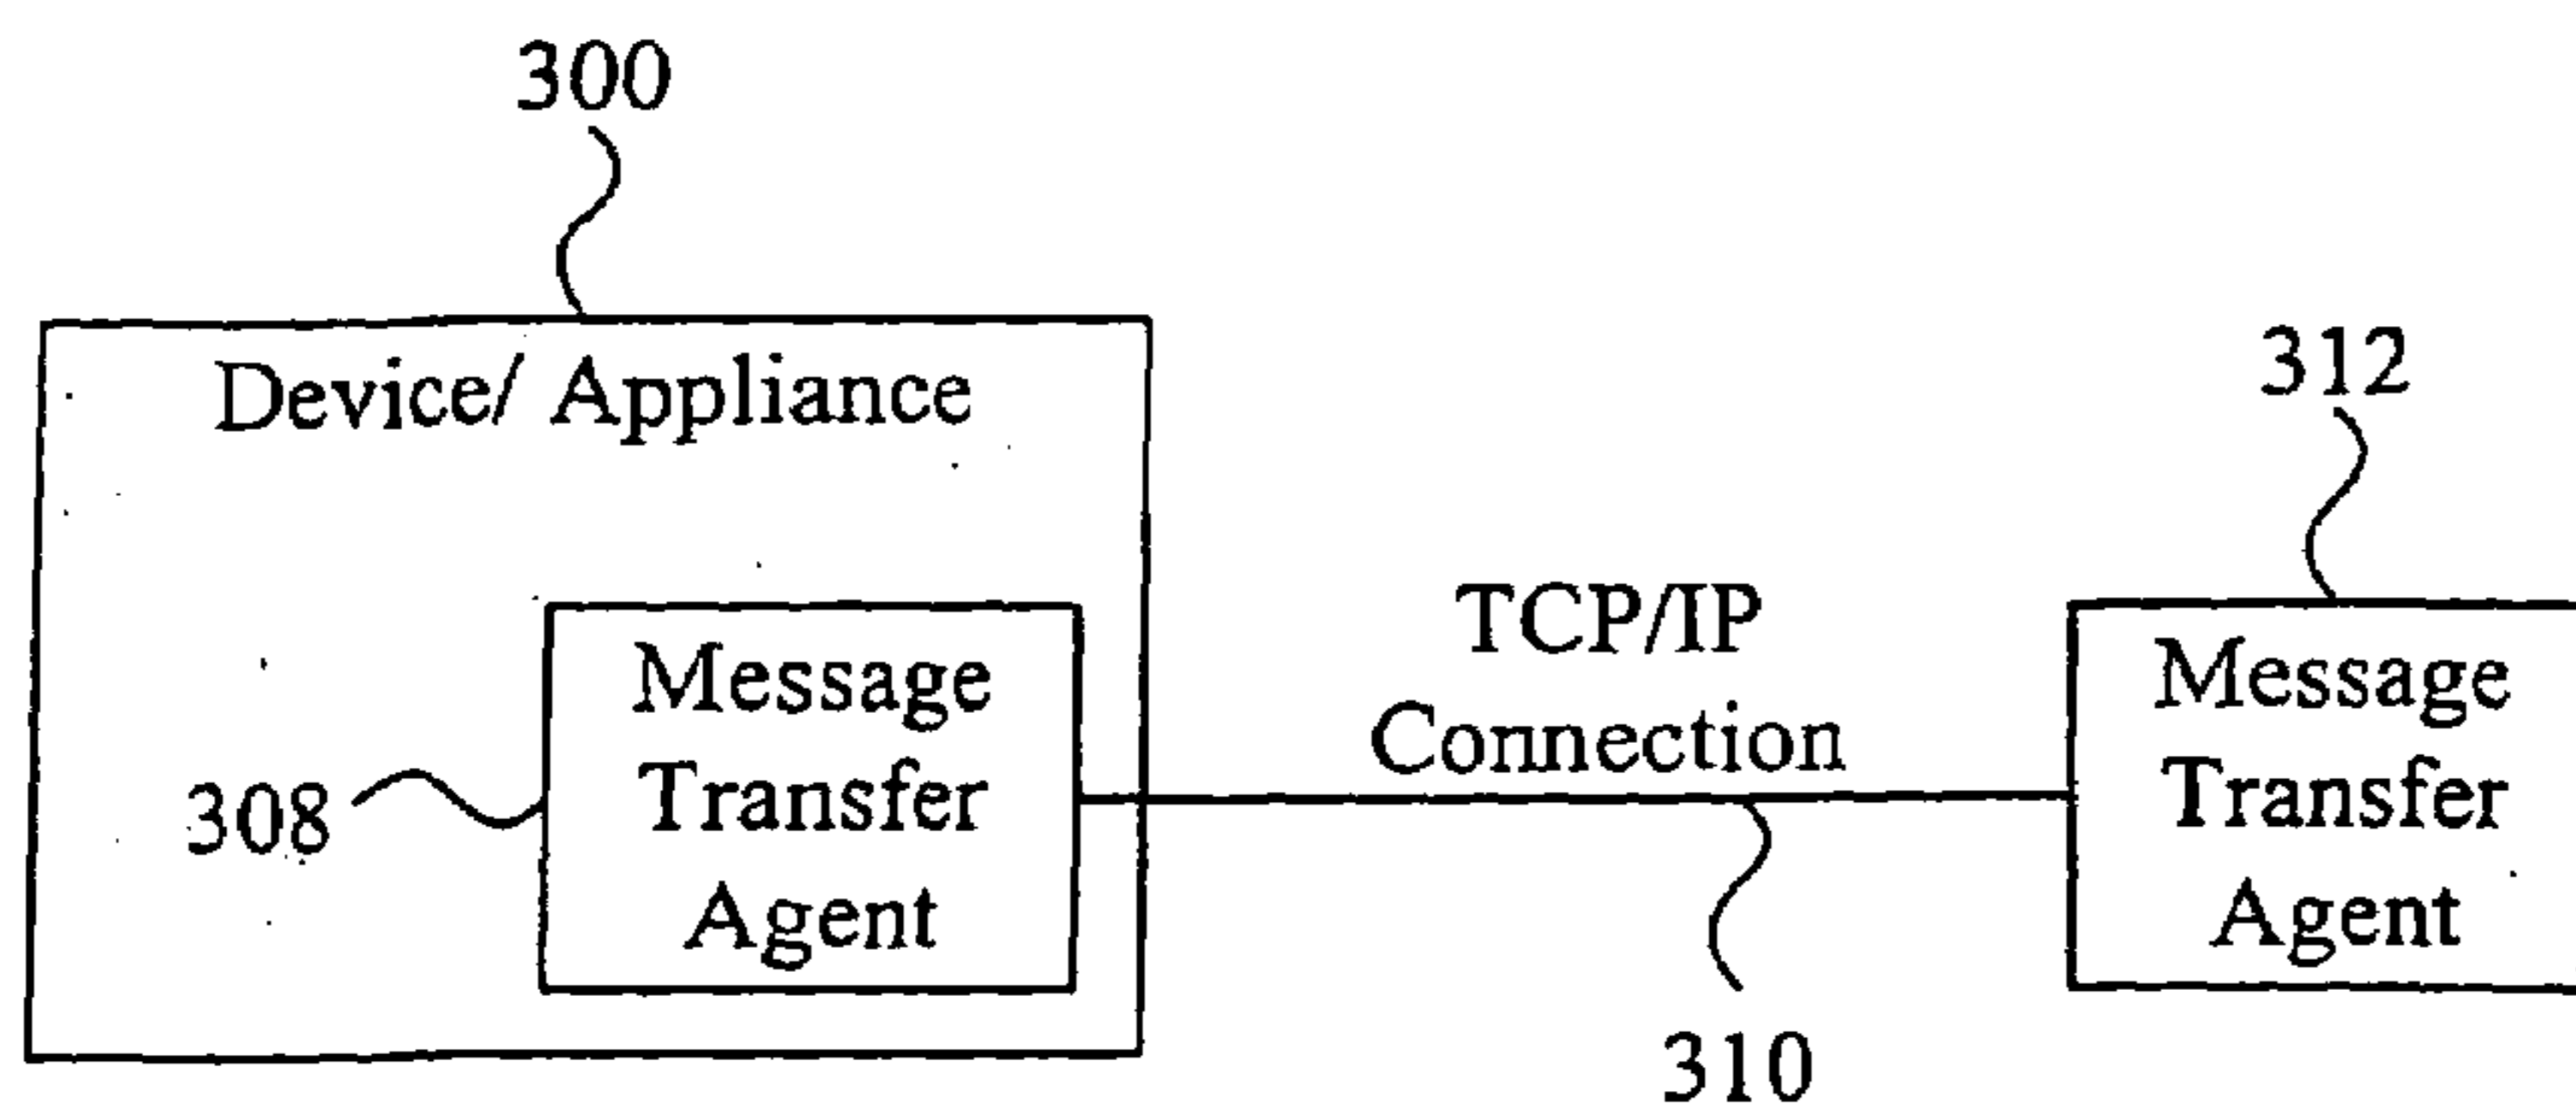 300
Device/ Appliance
312
Message
Transfer
Agent
308
TCP/IP
Connection
310
Message
Transfer
Agent